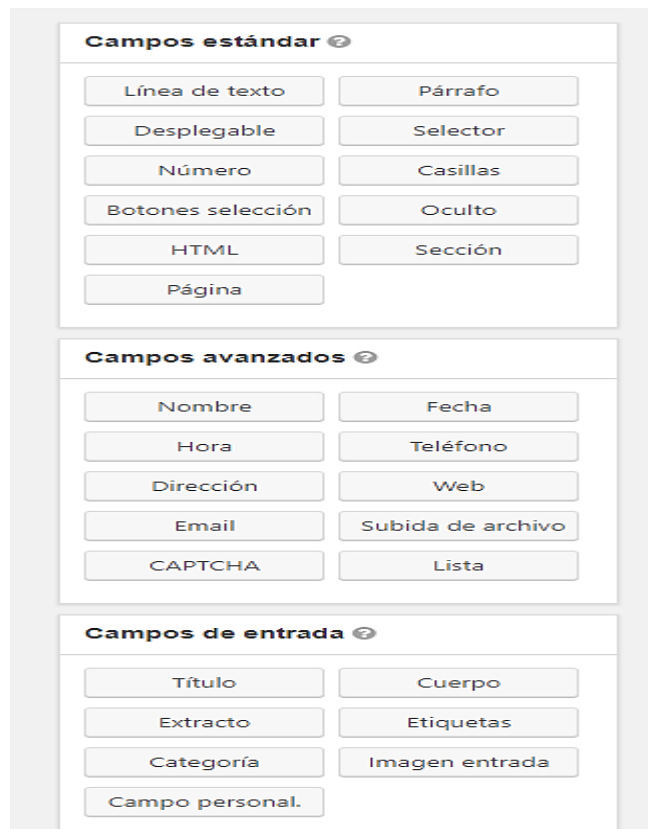 Campos estándar ?
Línea de texto Párrafo
Desplegable Selector
Número Casillas
Botones selección Oculto
HTML Sección
Página
Campos avanzados ?
Nombre Fecha
Hora Teléfono
Dirección Web
Email Subida de archivo
CAPTCHA Lista
Campos de entrada ?
Título Cuerpo
Extracto Etiquetas
Categoría Imagen entrada
Campo personal.